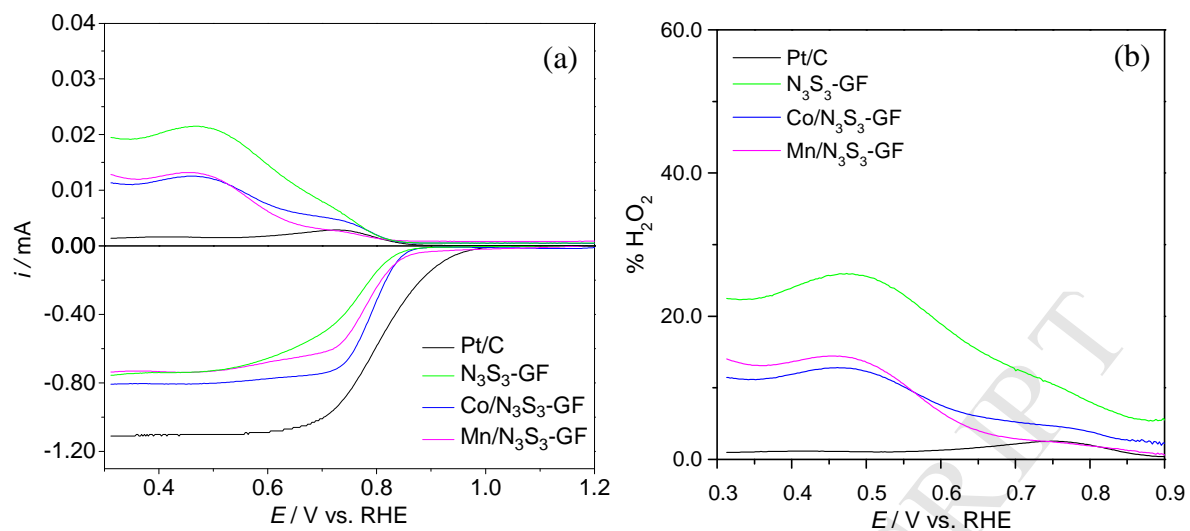 (a)
0.04
0.03
0.02
0.01
0.00
0.00
-0.40
-0.80
-1.20
i / mA
Pt/C
N₃S₃-GF
Co/N₃S₃-GF
Mn/N₃S₃-GF
0.4 0.6 0.8 1.0 1.2
E / V vs. RHE
(b)
60.0
40.0
20.0
0.0
% H₂O₂
Pt/C
N₃S₃-GF
Co/N₃S₃-GF
Mn/N₃S₃-GF
0.3 0.4 0.5 0.6 0.7 0.8 0.9
E / V vs. RHE
RIPT